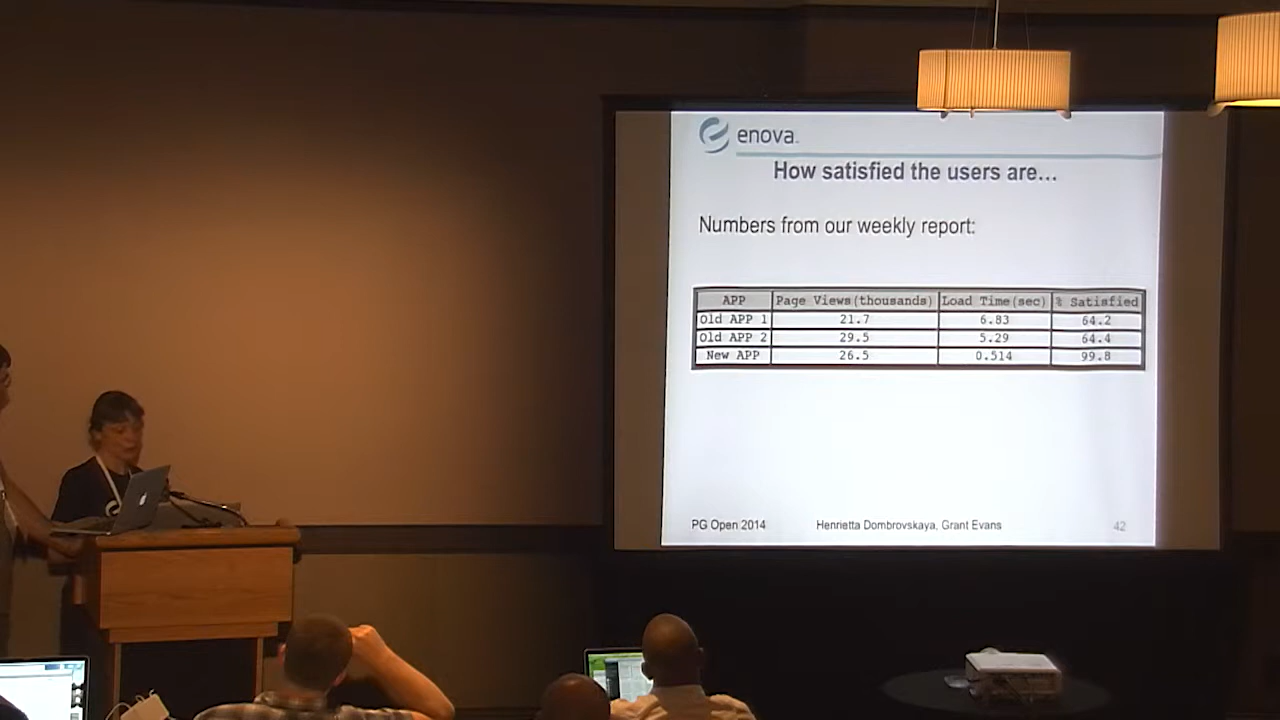 enova
How satisfied the users are...
Numbers from our weekly report:
APP Page Views(thousands) Load Time(sec) % Satisfied
Old APP 1 21.7 6.83 64.2
Old APP 2 29.5 5.29 64.4
New APP 26.5 0.514 99.8
PG Open 2014 Henrietta Dombrovskaya, Grant Evans 42